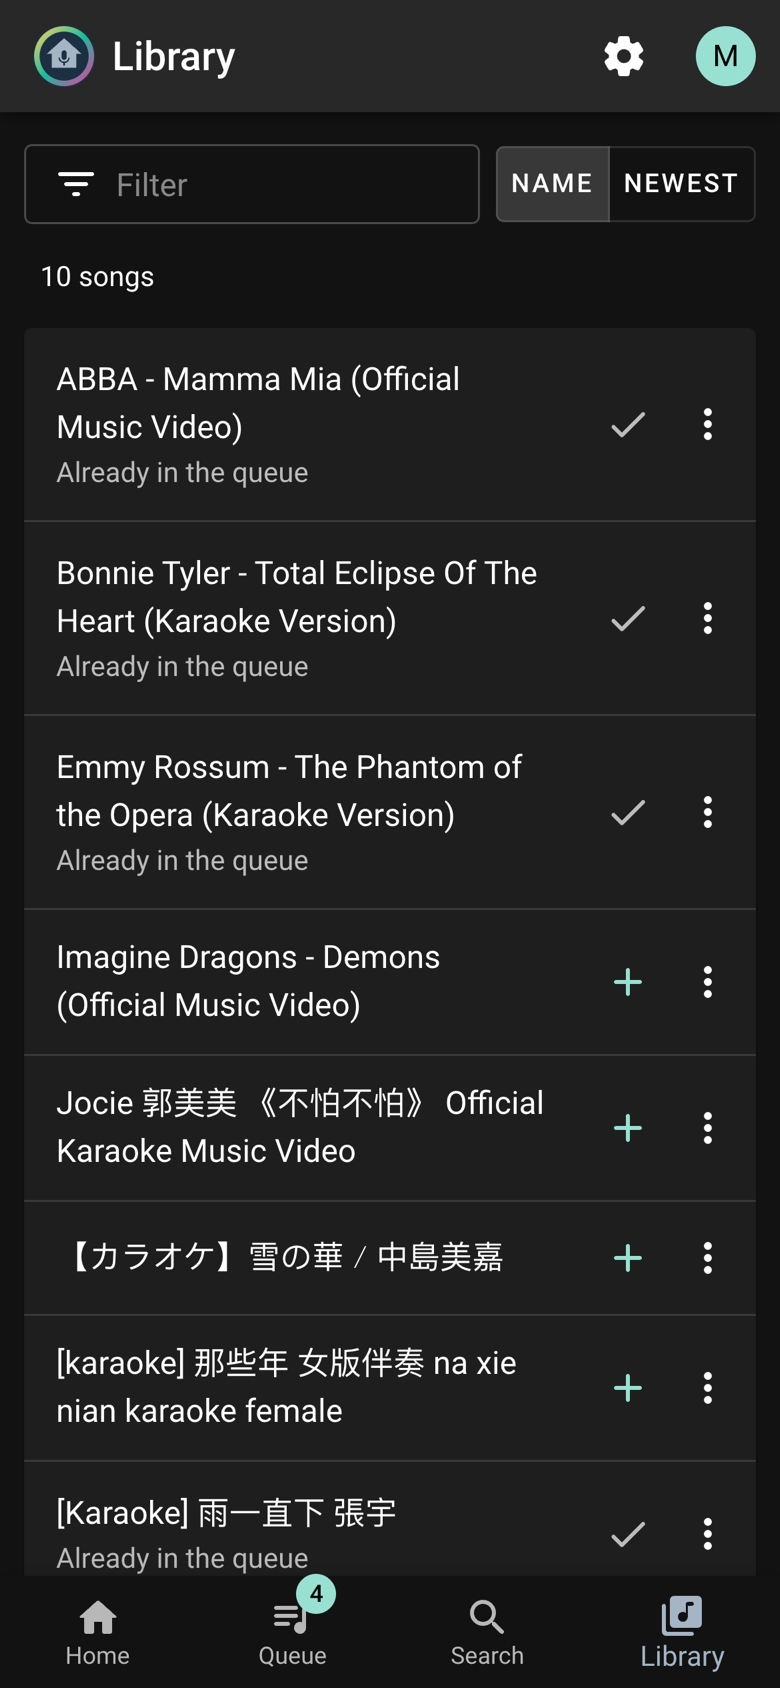 Library
M
Filter
NAME
NEWEST
10 songs
ABBA - Mamma Mia (Official
Music Video)
Already in the queue
Bonnie Tyler - Total Eclipse Of The
Heart (Karaoke Version)
Already in the queue
Emmy Rossum - The Phantom of
the Opera (Karaoke Version)
Already in the queue
Imagine Dragons - Demons
(Official Music Video)
Jocie 郭美美 《不怕不怕》 Official
Karaoke Music Video
【カラオケ】雪の華 / 中島美嘉
[karaoke] 那些年 女版伴奏 na xie
nian karaoke female
[Karaoke] 雨一直下 張宇
Already in the queue
4
Home
Queue
Search
Library